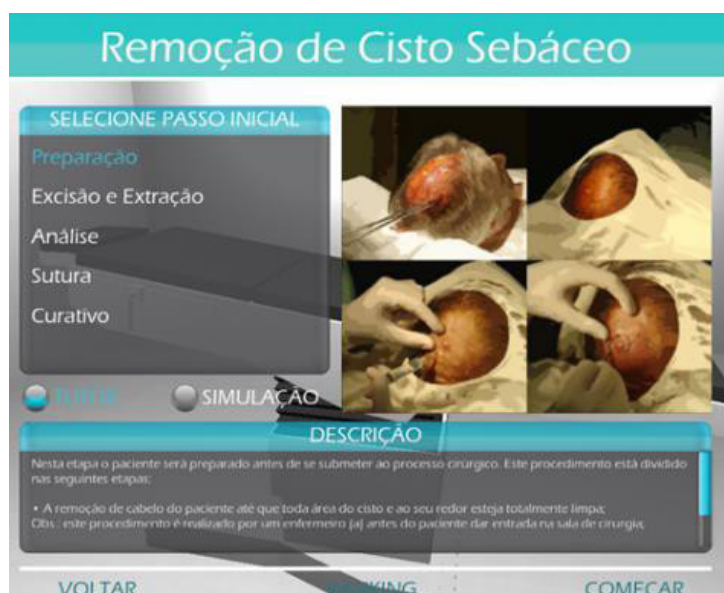 Remoção de Cisto Sebáceo
SELECIONE PASSO INICIAL
Preparação
Excisão e Extração
Análise
Sutura
Curativo
SIMULAÇÃO
DESCRIÇÃO
Nesta etapa o paciente será preparado antes de se submeter ao processo cirurgico. Este procedimento está dividido
nas seguintes etapas;
• A remoção de cabelo do paciente até que toda área do cisto e ao seu redor esteja totalmente limpa;
Obs.: este procedimento é realizado por um enfermeiro [a] antes do paciente dar entrada na sala de cirurgia;
VOLTAR
COMEÇAR